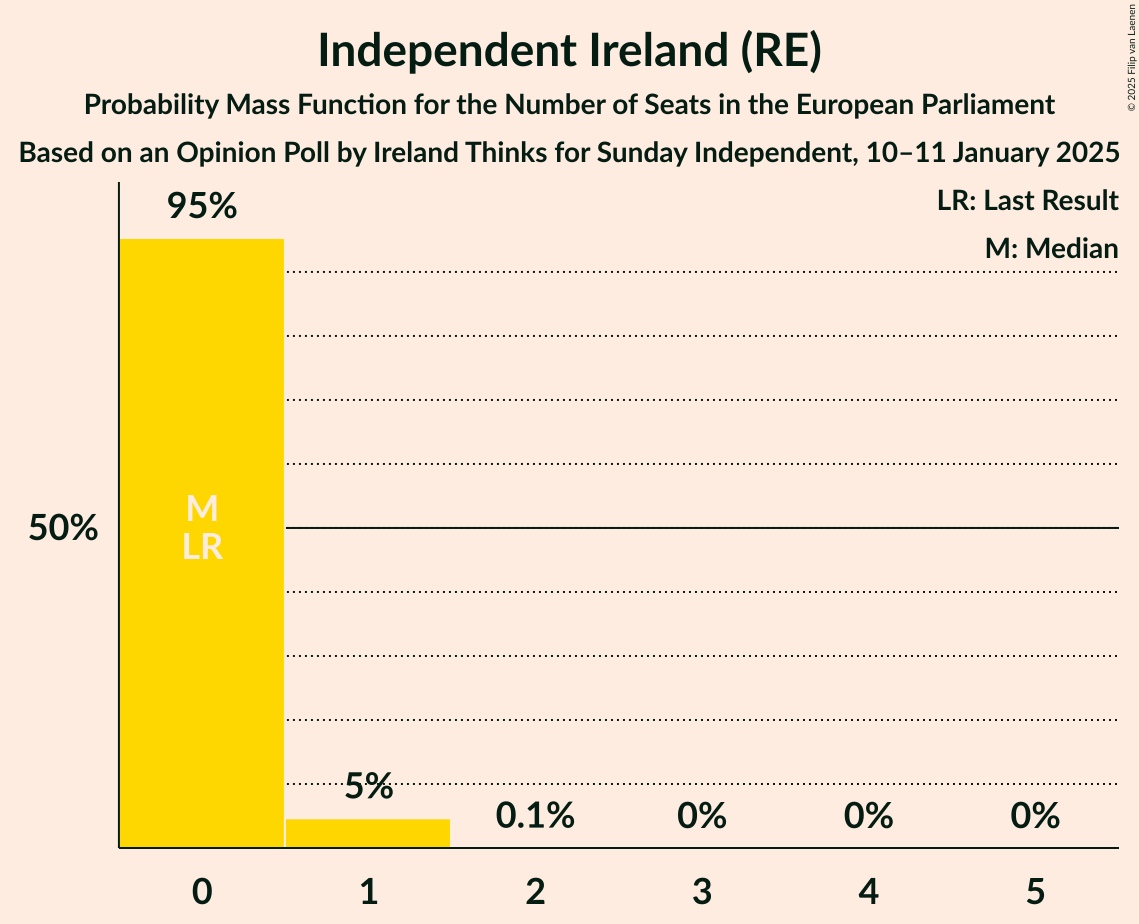 Independent Ireland (RE)
Probability Mass Function for the Number of Seats in the European Parliament
Based on an Opinion Poll by Ireland Thinks for Sunday Independent, 10–11 January 2025
© 2025 Filip van Laenen
LR: Last Result
M: Median
95%
M
LR
50%
5%
0.1%
0%
0%
0%
0
1
2
3
4
5